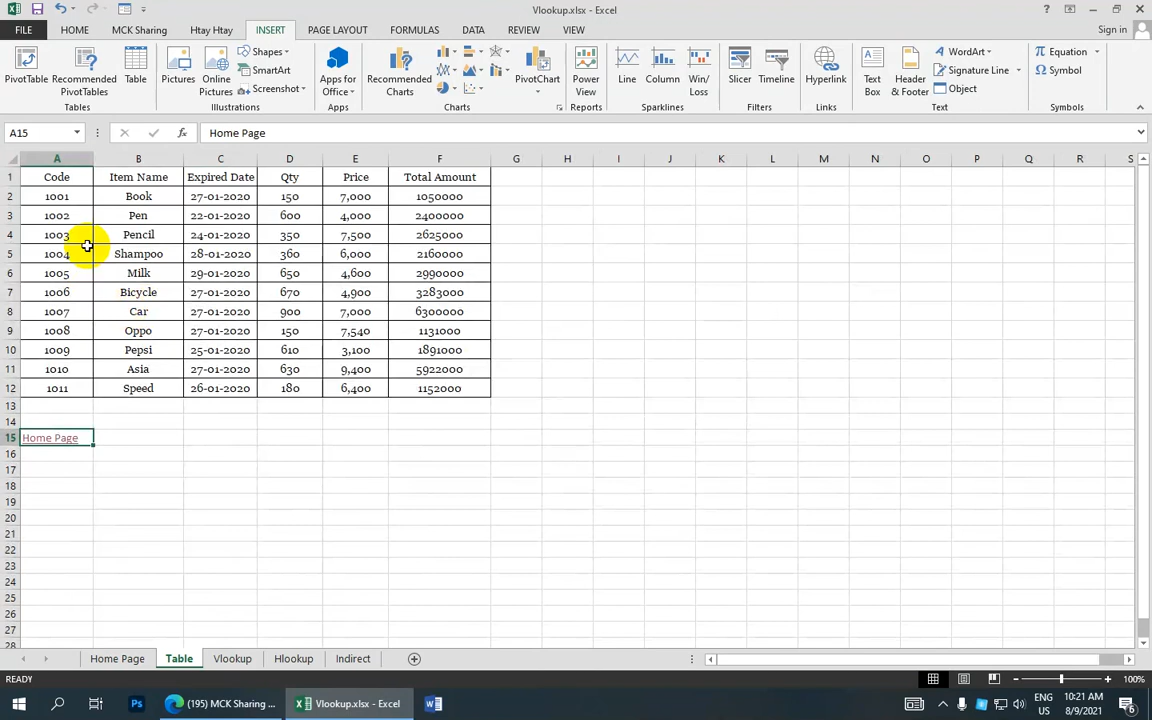 Vlookup.xlsx - Excel
FILE HOME MCK Sharing Htay Htay INSERT PAGE LAYOUT FORMULAS DATA REVIEW VIEW Sign in
PivotTable Recommended PivotTables Table Pictures Online Pictures Shapes SmartArt Screenshot Apps for Office Recommended Charts PivotChart Power View Line Column Win/Loss Slicer Timeline Hyperlink Text Box Header & Footer WordArt Signature Line Object Equation Symbol
Tables Illustrations Apps Charts Reports Sparklines Filters Links Text Symbols
A15 fx Home Page
A B C D E F G H I J K L M N O P Q R S
1 Code Item Name Expired Date Qty Price Total Amount
2 1001 Book 27-01-2020 150 7,000 1050000
3 1002 Pen 22-01-2020 600 4,000 2400000
4 1003 Pencil 24-01-2020 350 7,500 2625000
5 1004 Shampoo 28-01-2020 360 6,000 2160000
6 1005 Milk 29-01-2020 650 4,600 2990000
7 1006 Bicycle 27-01-2020 670 4,900 3283000
8 1007 Car 27-01-2020 900 7,000 6300000
9 1008 Oppo 27-01-2020 150 7,540 1131000
10 1009 Pepsi 25-01-2020 610 3,100 1891000
11 1010 Asia 27-01-2020 630 9,400 5922000
12 1011 Speed 26-01-2020 180 6,400 1152000
13
14
15 Home Page
16
17
18
19
20
21
22
23
24
25
26
27
28
Home Page Table Vlookup Hlookup Indirect
READY 100%
(195) MCK Sharing ... Vlookup.xlsx - Excel ENG US 10:21 AM 8/9/2021 6